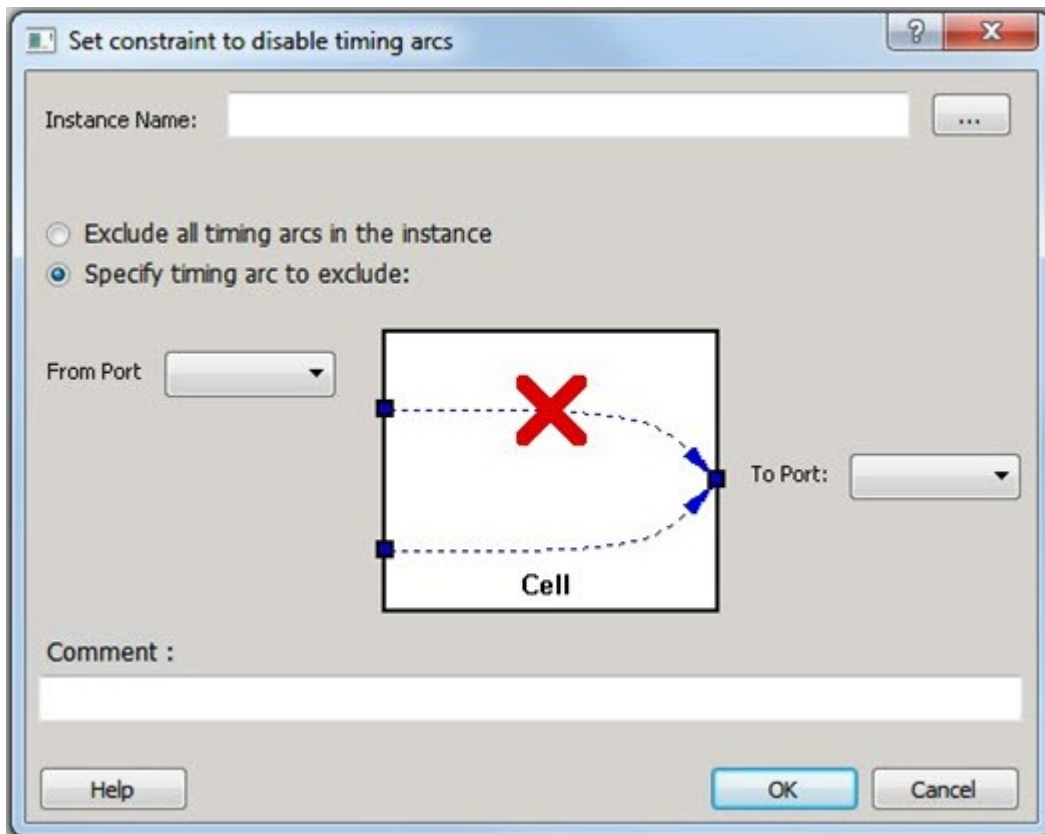 Set constraint to disable timing arcs
Instance Name:
...
Exclude all timing arcs in the instance
Specify timing arc to exclude:
From Port
To Port:
Cell
Comment :
Help
OK
Cancel